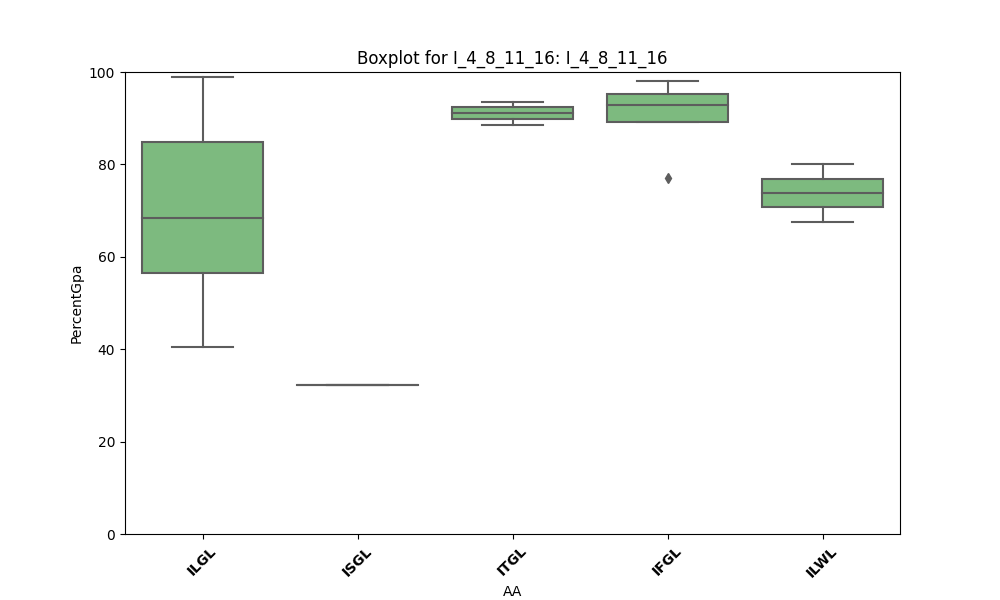 Boxplot for I_4_8_11_16: I_4_8_11_16
100
80
60
40
20
0
PercentGpa
ILGL
ISGL
ITGL
IFGL
ILWL
AA